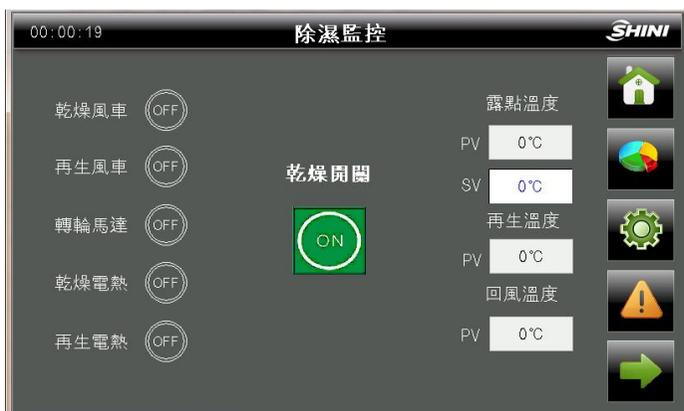 00:00:19
除濕監控
SHINI
乾燥風車 OFF
再生風車 OFF
轉輪馬達 OFF
乾燥電熱 OFF
再生電熱 OFF
乾燥開關
ON
露點溫度
PV 0℃
SV 0℃
再生溫度
PV 0℃
回風溫度
PV 0℃